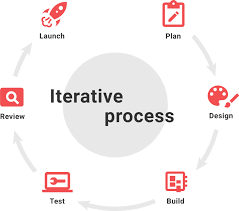 Launch
Plan
Iterative
process
Review
Design
Test
Build